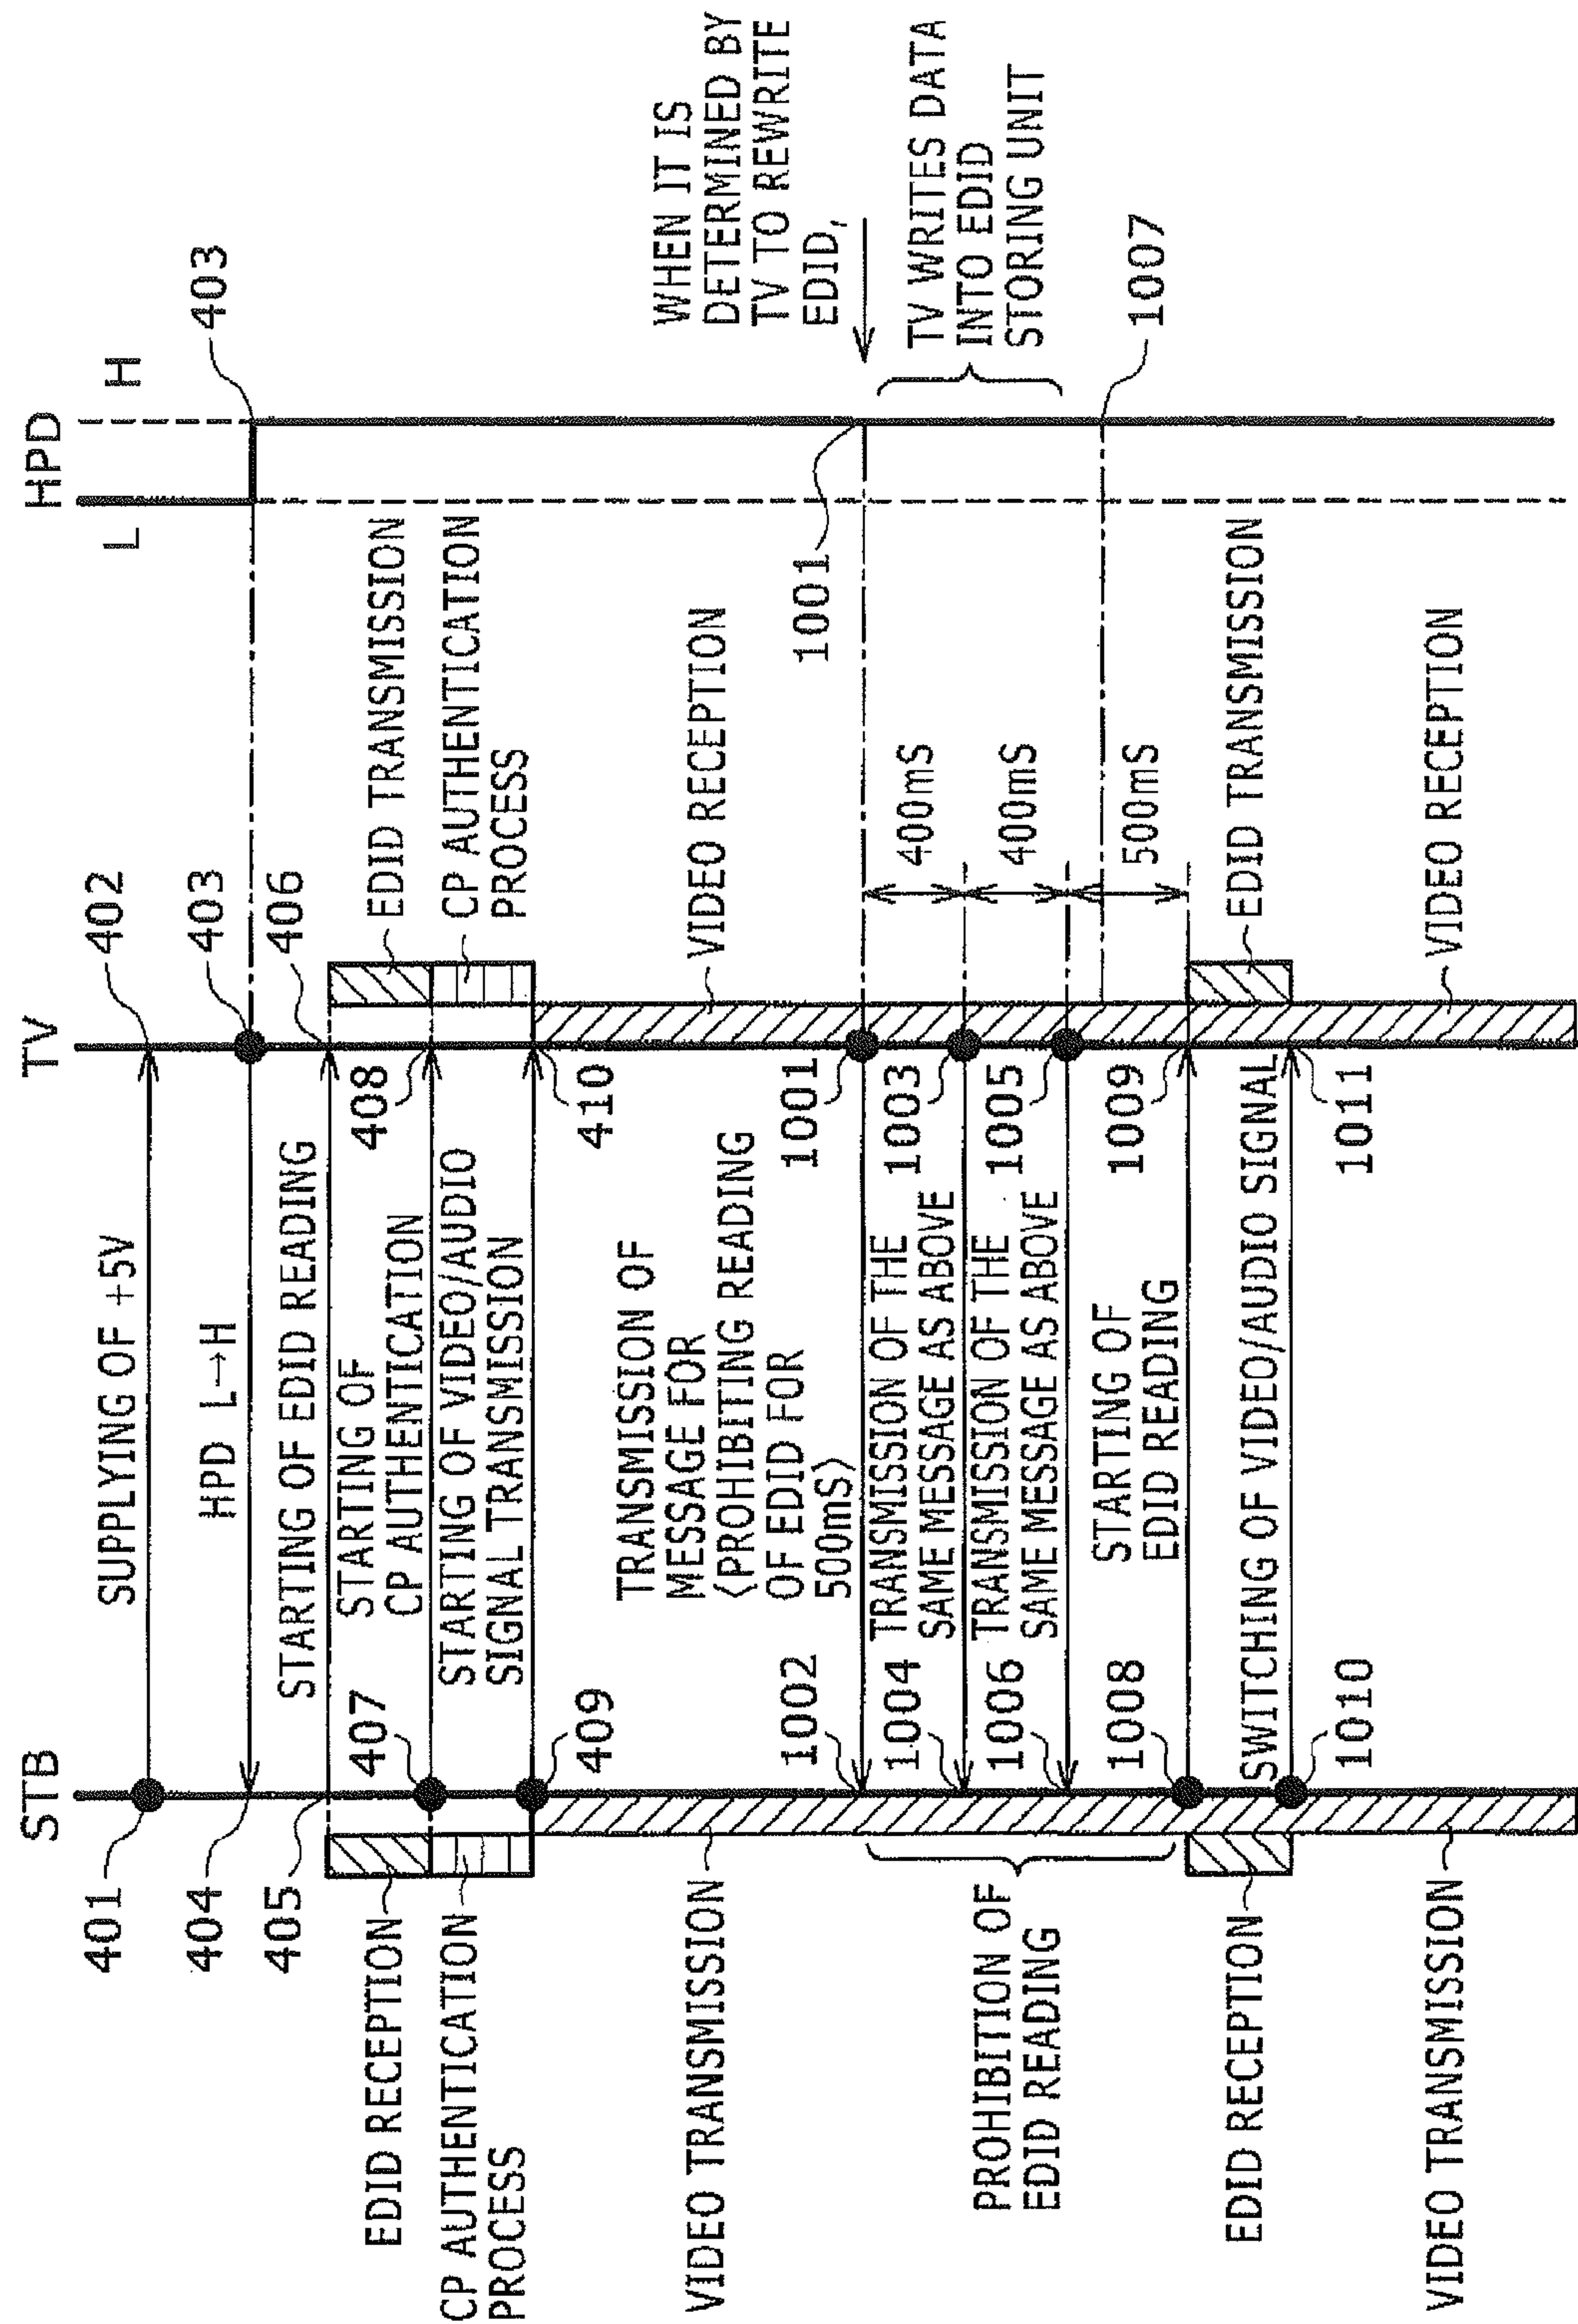 STB
TV
HPD
L
H
401
SUPPLYING OF +5V
402
404
HPD L→H
403
403
405
STARTING OF EDID READING
406
EDID RECEPTION
407
STARTING OF
CP AUTHENTICATION
408
EDID TRANSMISSION
CP AUTHENTICATION
PROCESS
STARTING OF VIDEO/AUDIO
SIGNAL TRANSMISSION
CP AUTHENTICATION
PROCESS
409
410
VIDEO TRANSMISSION
TRANSMISSION OF
MESSAGE FOR
<PROHIBITING READING
OF EDID FOR
500mS>
VIDEO RECEPTION
WHEN IT IS
DETERMINED BY
TV TO REWRITE
EDID,
1002
1001
1001
1004
TRANSMISSION OF THE
SAME MESSAGE AS ABOVE
1003
400mS
TV WRITES DATA
INTO EDID
STORING UNIT
PROHIBITION OF
EDID READING
1006
TRANSMISSION OF THE
SAME MESSAGE AS ABOVE
1005
400mS
1008
STARTING OF
EDID READING
1009
500mS
1007
EDID RECEPTION
SWITCHING OF VIDEO/AUDIO SIGNAL
EDID TRANSMISSION
1010
1011
VIDEO TRANSMISSION
VIDEO RECEPTION